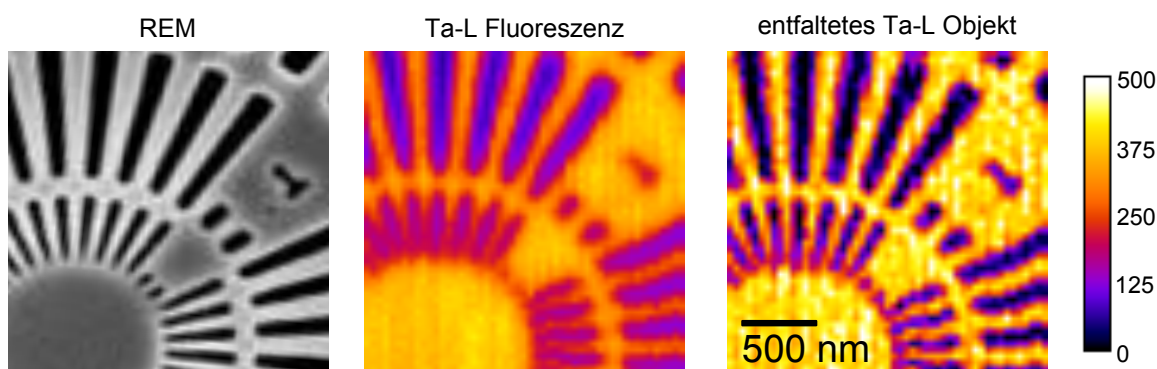 REM
Ta-L Fluoreszenz
entfaltetes Ta-L Objekt
500
375
250
125
0
500 nm